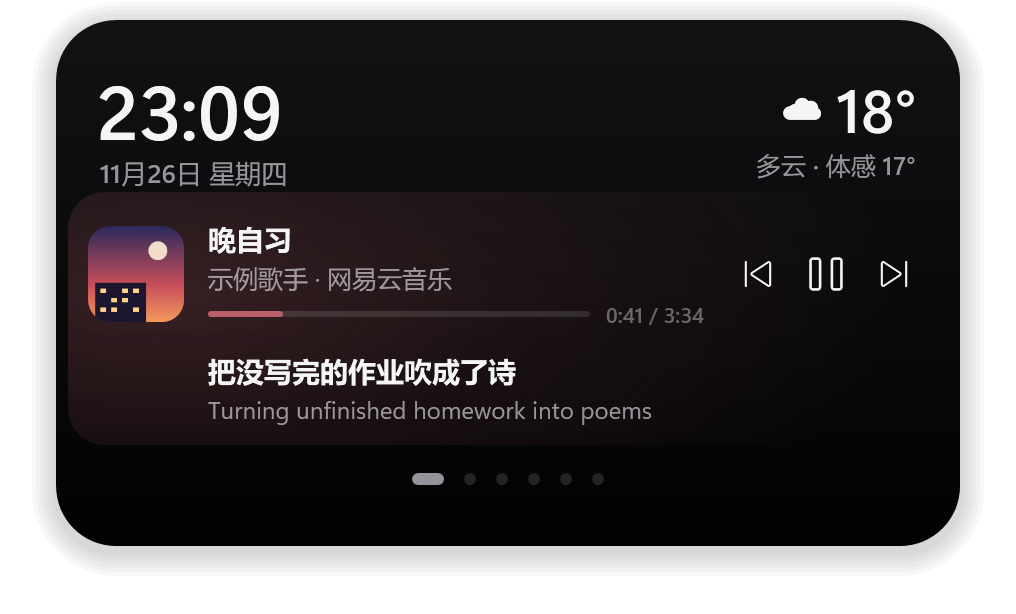 23:09
18°
11月26日 星期四
多云 · 体感 17°
晚自习
示例歌手 · 网易云音乐
0:41 / 3:34
把没写完的作业吹成了诗
Turning unfinished homework into poems